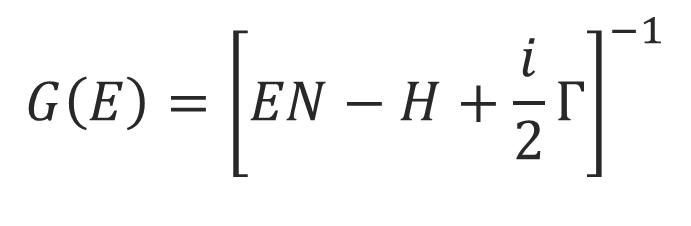 G(E) = [EN − H + i/2 Γ]⁻¹